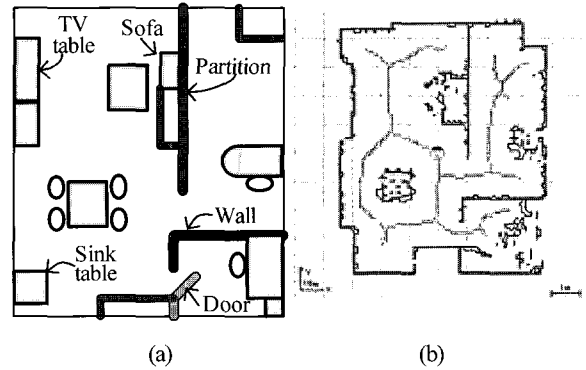 TV
table
Sofa
Partition
Wall
Sink
table
Door
(a)
(b)